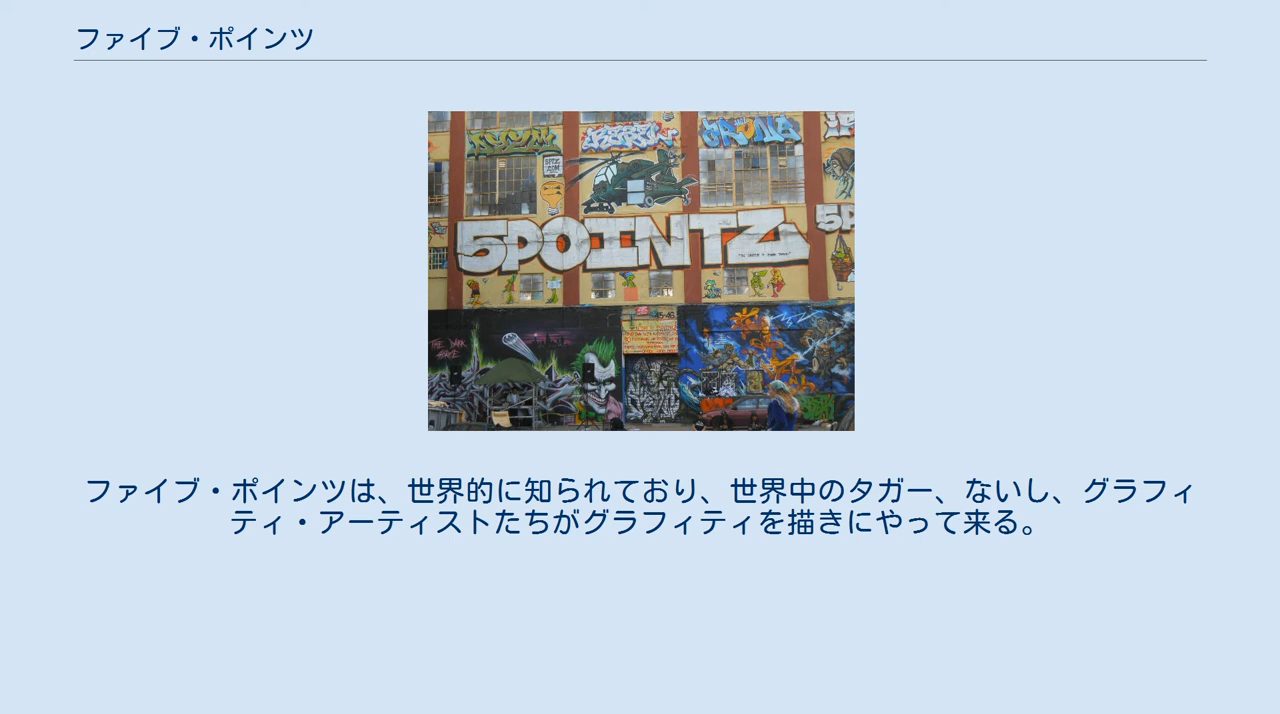 ファイブ・ポインツ
5POINTZ
5P
THE DARK
ファイブ・ポインツは、世界的に知られており、世界中のタガー、ないし、グラフィ
ティ・アーティストたちがグラフィティを描きにやって来る。